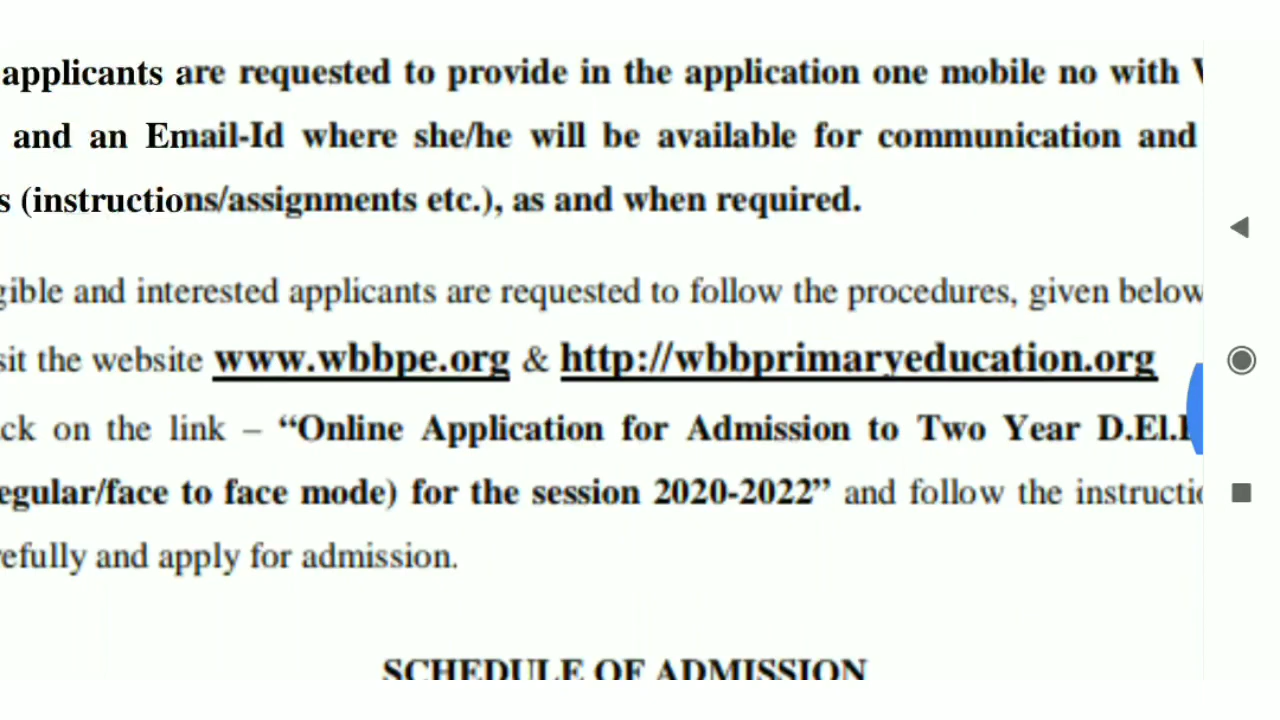 applicants are requested to provide in the application one mobile no with
and an Email-Id where she/he will be available for communication and
s (instructions/assignments etc.), as and when required.
gible and interested applicants are requested to follow the procedures, given below
sit the website www.wbbpe.org & http://wbbprimaryeducation.org
ck on the link – “Online Application for Admission to Two Year D.El.
egular/face to face mode) for the session 2020-2022” and follow the instructio
efully and apply for admission.
SCHEDULE OF ADMISSION